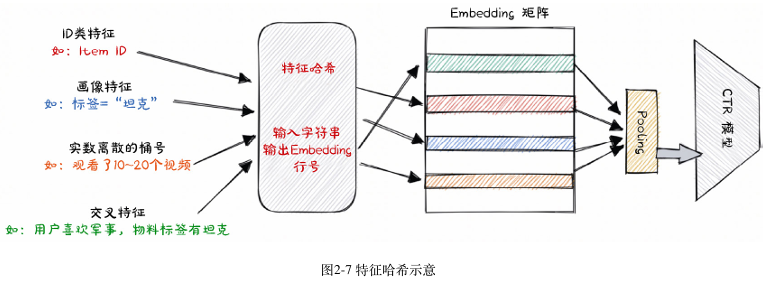 ID类特征
如：Item ID
画像特征
如：标签=“坦克”
实数离散的桶号
如：观看了10~20个视频
交叉特征
如：用户喜欢军事，物料标签有坦克
特征哈希
输入字符串
输出Embedding
行号
Embedding 矩阵
Pooling
CTR 模型
图2-7 特征哈希示意